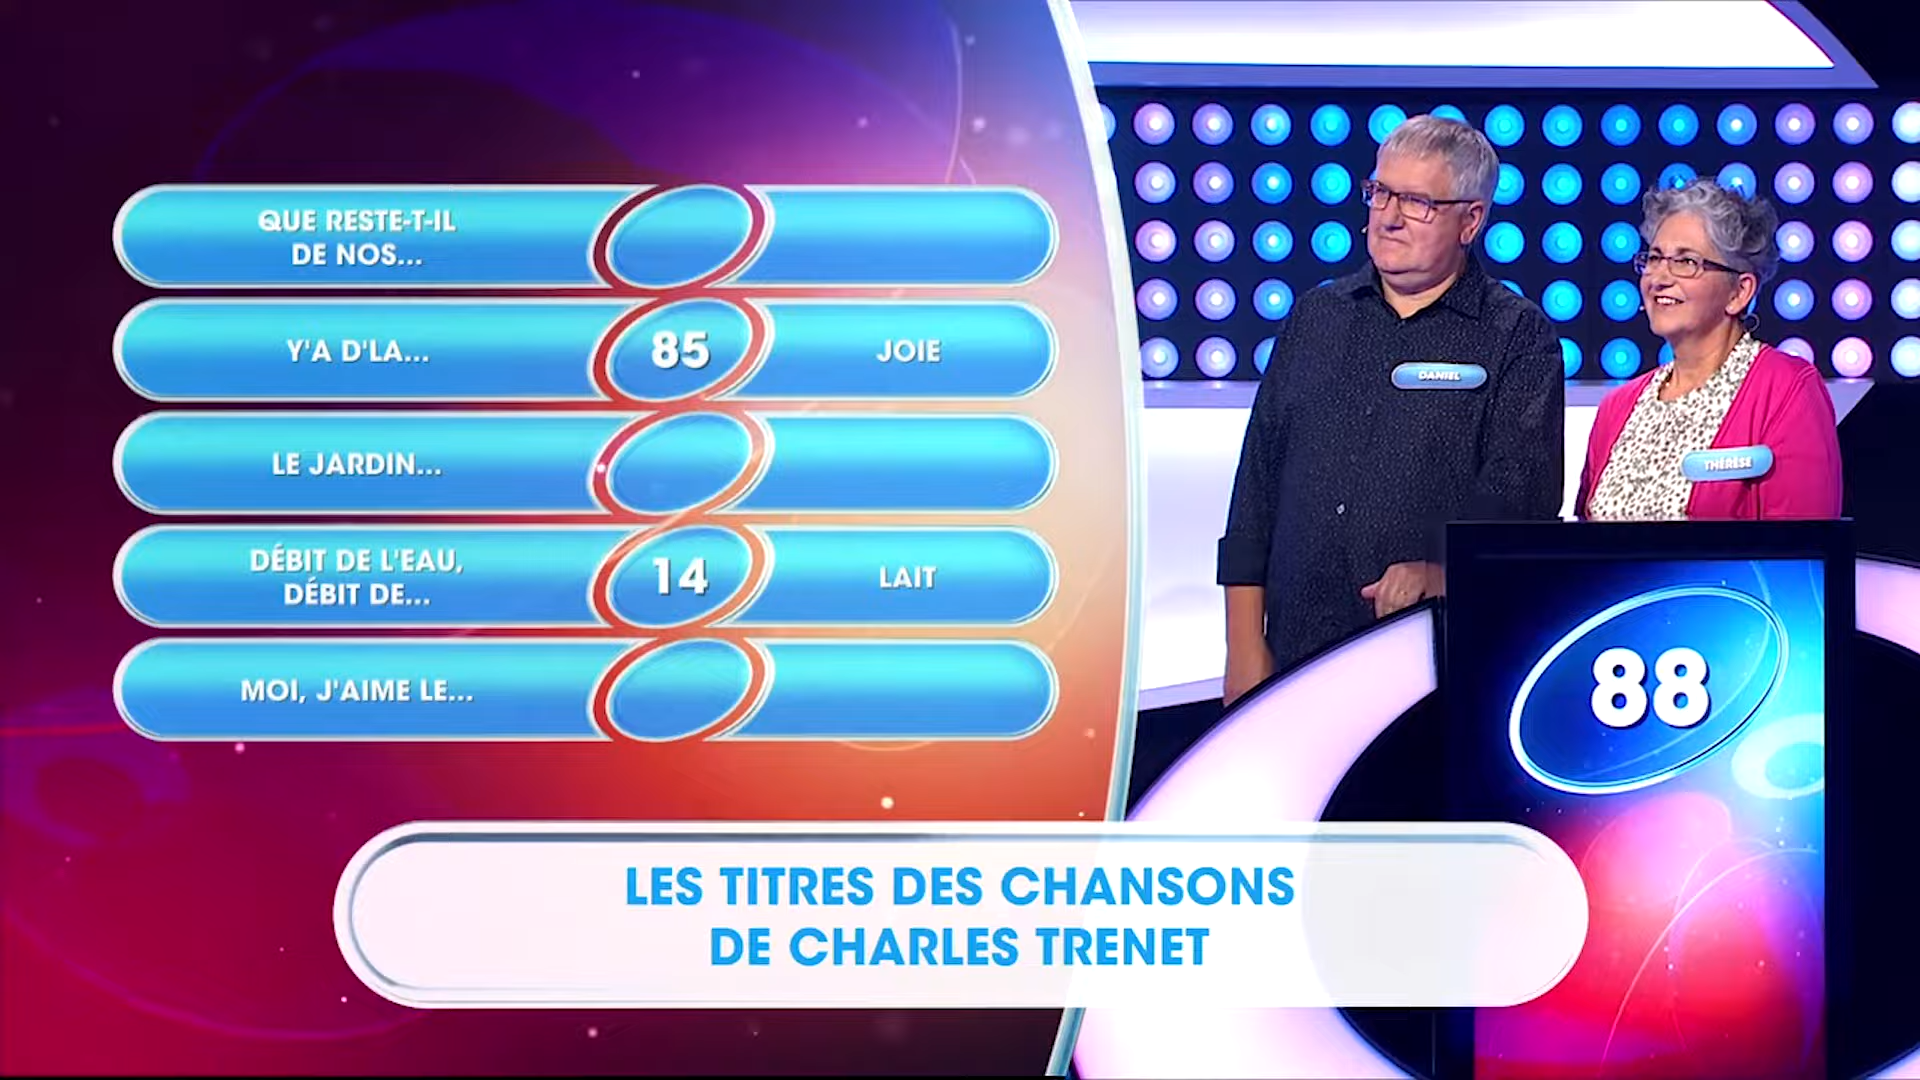 QUE RESTE-T-IL
DE NOS...
Y'A D'LA...
85
JOIE
LE JARDIN...
DÉBIT DE L'EAU,
DÉBIT DE...
14
LAIT
MOI, J'AIME LE...
DANIEL
THÉRÈSE
88
LES TITRES DES CHANSONS
DE CHARLES TRENET